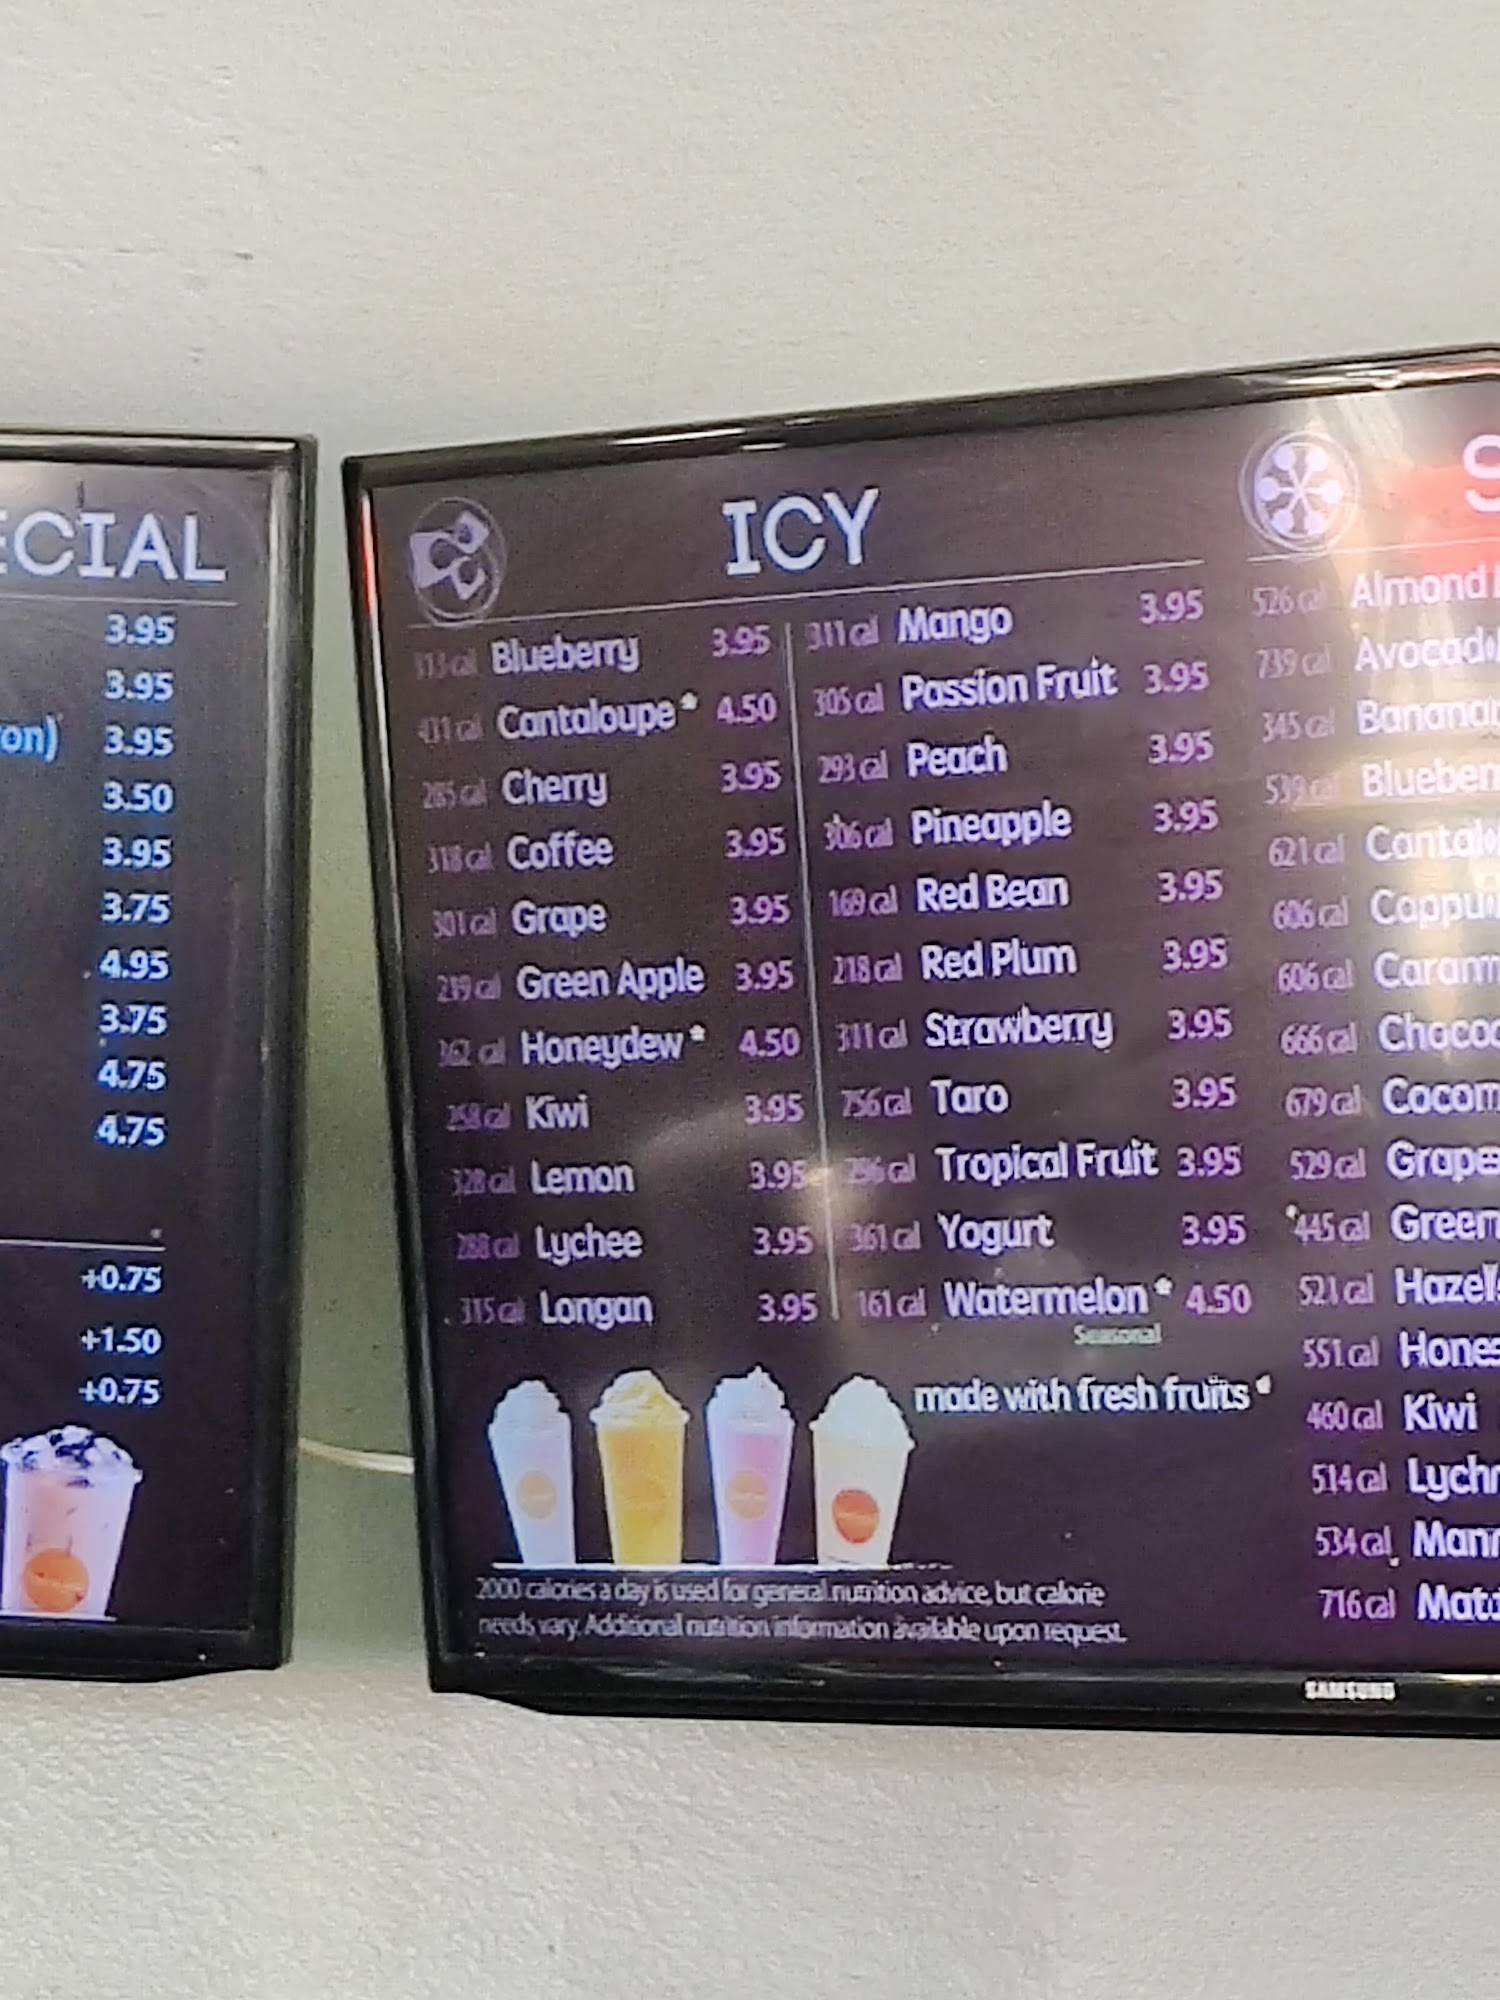 ECIAL
3.95
3.95
on) 3.95
3.50
3.95
3.75
4.95
3.75
4.75
4.75
+0.75
+1.50
+0.75
ICY
Blueberry 3.95
Cantaloupe * 4.50
285 cal Cherry 3.95
318 cal Coffee 3.95
301 cal Grape 3.95
Green Apple 3.95
362 cal Honeydew * 4.50
Kiwi 3.95
328 cal Lemon 3.95
288 cal Lychee 3.95
315 cal Longan 3.95
311 cal Mango 3.95
305 cal Passion Fruit 3.95
293 cal Peach 3.95
306 cal Pineapple 3.95
169 cal Red Bean 3.95
218 cal Red Plum 3.95
311 cal Strawberry 3.95
756 cal Taro 3.95
296 cal Tropical Fruit 3.95
361 cal Yogurt 3.95
161 cal Watermelon * 4.50
Seasonal
made with fresh fruits *
2000 calories a day is used for general nutrition advice, but calorie
needs vary. Additional nutrition information available upon request.
S
526 cal Almond
739 cal Avocado
345 cal Banana
539 cal Blueber
621 cal Canta
606 cal Cappu
606 cal Caram
666 cal Choco
679 cal Coco
529 cal Grape
445 cal Green
521 cal Hazel
551 cal Hone
460 cal Kiwi
514 cal Lych
534 cal Man
716 cal Mat
SAMSUNG